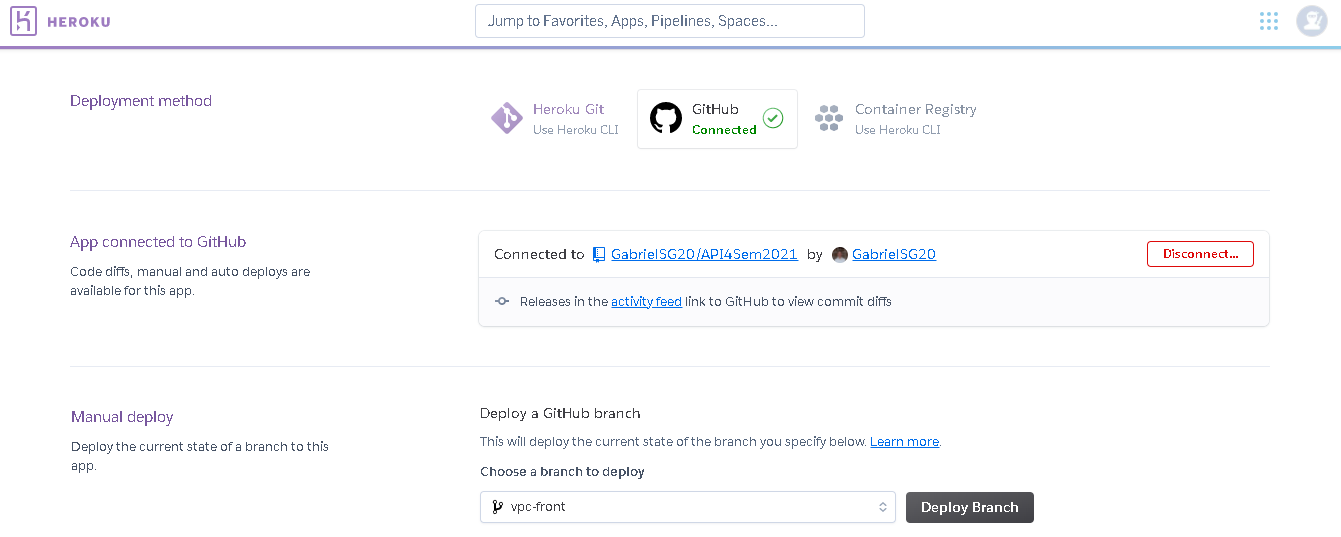 HEROKU
Jump to Favorites, Apps, Pipelines, Spaces...
Deployment method
Heroku Git
Use Heroku CLI
GitHub
Connected
Container Registry
Use Heroku CLI
App connected to GitHub
Code diffs, manual and auto deploys are
available for this app.
Connected to GabrielSG20/API4Sem2021 by GabrielSG20
Disconnect...
Releases in the activity feed link to GitHub to view commit diffs
Manual deploy
Deploy the current state of a branch to this
app.
Deploy a GitHub branch
This will deploy the current state of the branch you specify below. Learn more.
Choose a branch to deploy
vpc-front
Deploy Branch